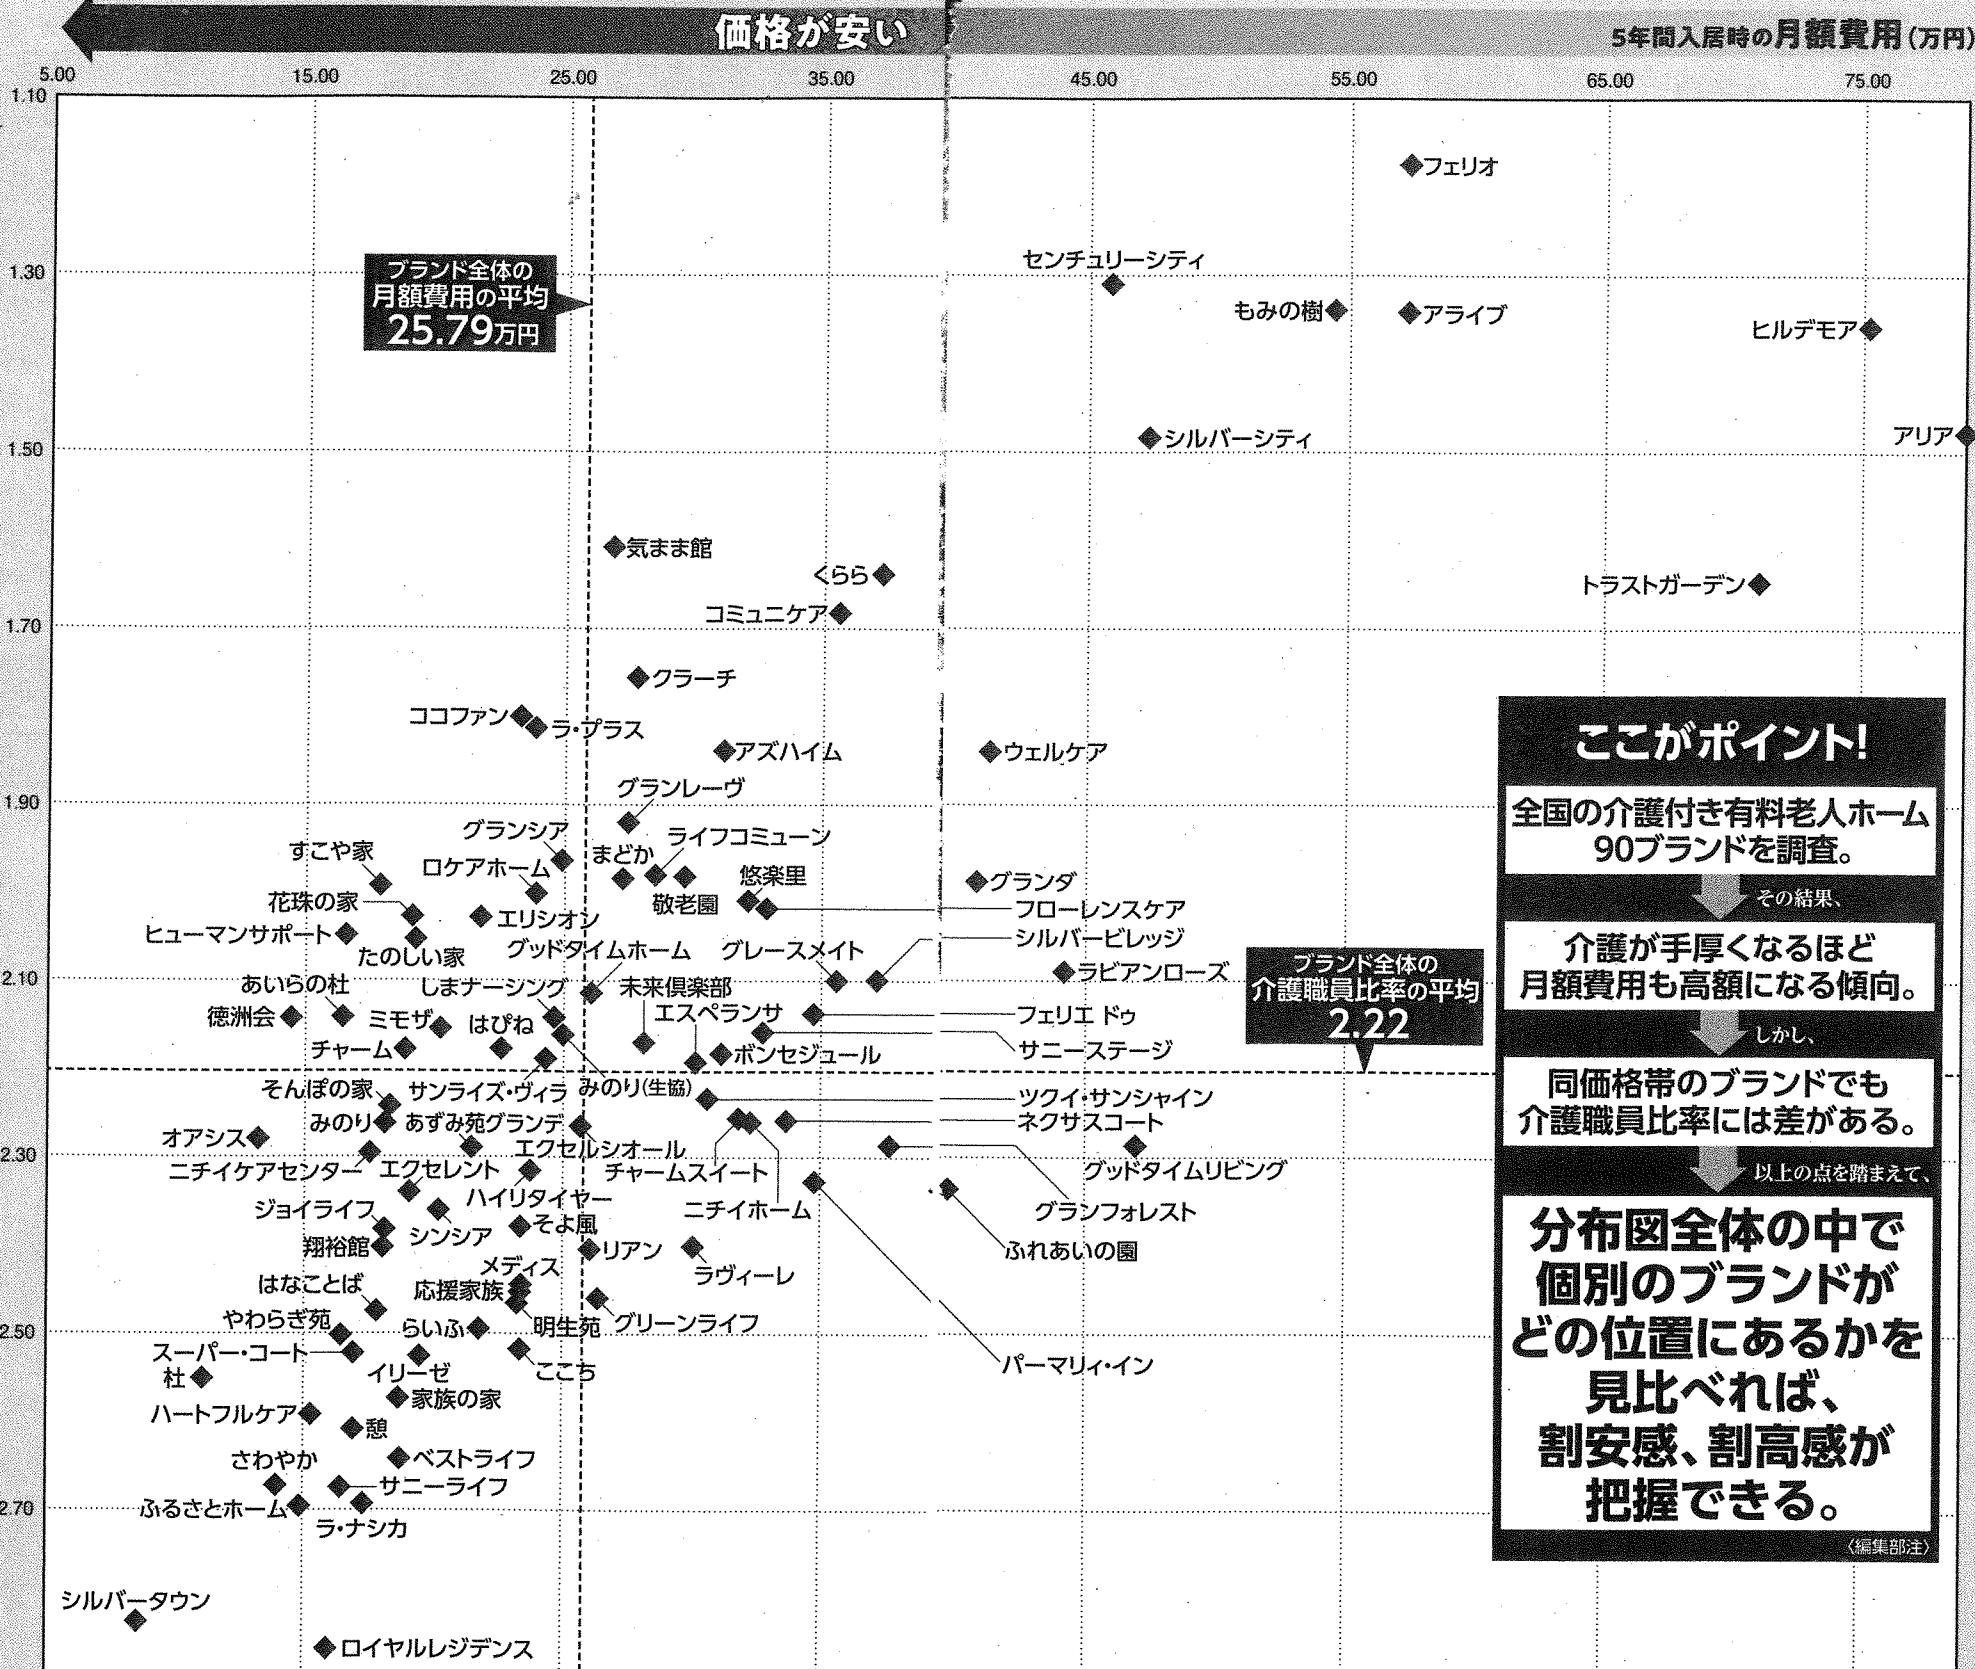 価格が安い
5年間入居時の月額費用(万円)
5.00
15.00
25.00
35.00
45.00
55.00
65.00
75.00
1.10
フェリオ
センチュリーシティ
ブランド全体の
月額費用の平均
25.79万円
1.30
もみの樹
アライブ
ヒルデモア
シルバーシティ
アリア
1.50
気まま館
くらら
トラストガーデン
コミュニケア
1.70
クラーチ
ココファン
ラ・プラス
アズハイム
ウェルケア
グランレーヴ
1.90
グランシア
ライフコミューン
すこや家
ロケアホーム
まどか
悠楽里
グランダ
花珠の家
敬老園
フローレンスケア
エリシオン
ヒューマンサポート
シルバービレッジ
たのしい家
グッドタイムホーム
グレースメイト
2.10
ラビアンローズ
あいらの杜
しまナーシング
未来倶楽部
エスペランサ
徳洲会
ミモザ
はぴね
フェリエ ドゥ
チャーム
ボンセジュール
サニーステージ
ブランド全体の
介護職員比率の平均
2.22
そんぽの家
サンライズ・ヴィラ
みのり(生協)
ツクイ・サンシャイン
みのり
あずみ苑グランデ
ネクサスコート
オアシス
エクセルシオール
2.30
ニチイケアセンター
エクセレント
チャームスイート
グッドタイムリビング
ハイリタイヤー
ジョイライフ
ニチイホーム
グランフォレスト
シンシア
そよ風
翔裕館
リアン
ふれあいの園
メディス
ラヴィーレ
はなことば
応援家族
やわらぎ苑
らいふ
明生苑
グリーンライフ
2.50
スーパー・コート
イリーゼ
ここち
パーマリィ・イン
杜
家族の家
ハートフルケア
憩
さわやか
ベストライフ
サニーライフ
2.70
ふるさとホーム
ラ・ナシカ
シルバータウン
ロイヤルレジデンス
ここがポイント!
全国の介護付き有料老人ホーム
90ブランドを調査。
その結果、
介護が手厚くなるほど
月額費用も高額になる傾向。
しかし、
同価格帯のブランドでも
介護職員比率には差がある。
以上の点を踏まえて、
分布図全体の中で
個別のブランドが
どの位置にあるかを
見比べれば、
割安感、割高感が
把握できる。
〈編集部注〉